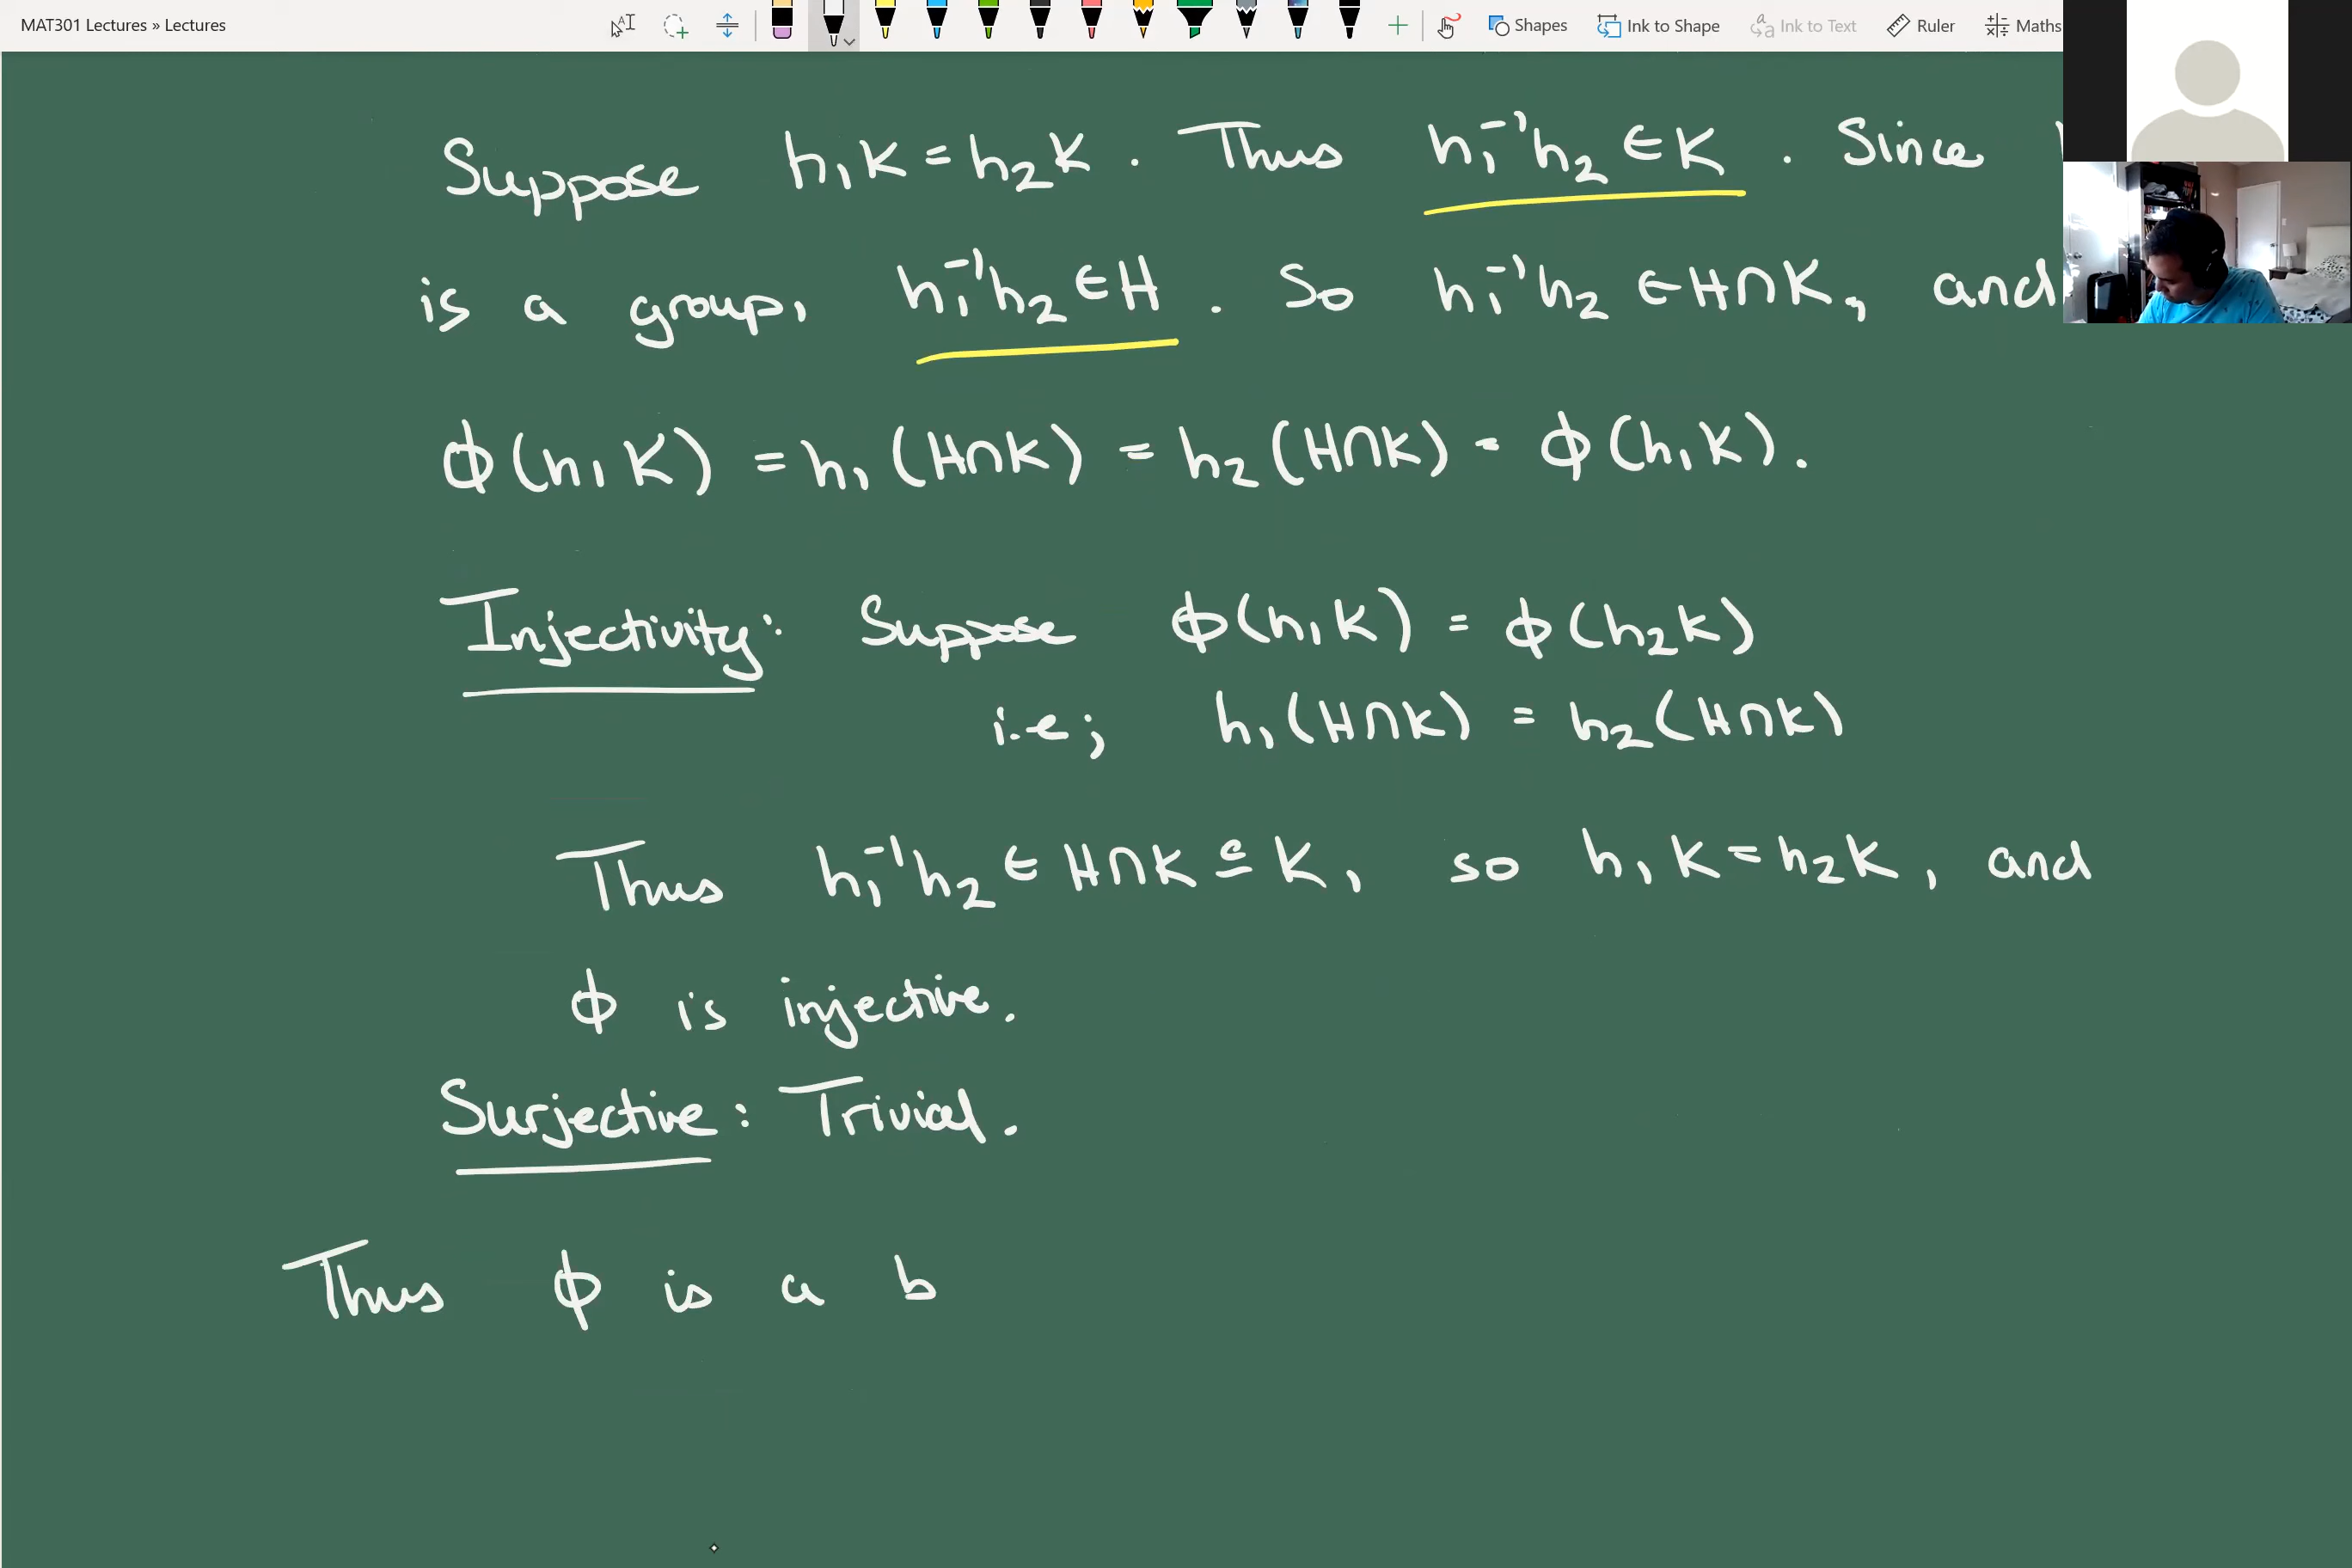 MAT301 Lectures » Lectures
Shapes Ink to Shape Ink to Text Ruler Maths
Suppose h₁K = h₂K. Thus h₁⁻¹h₂ ∈ K. Since
is a group, h₁⁻¹h₂ ∈ H. So h₁⁻¹h₂ ∈ H∩K, and
ϕ(h₁K) = h₁(H∩K) = h₂(H∩K) = ϕ(h₁K).
Injectivity: Suppose ϕ(h₁K) = ϕ(h₂K)
i.e; h₁(H∩K) = h₂(H∩K)
Thus h₁⁻¹h₂ ∈ H∩K ⊆ K, so h₁K = h₂K, and
ϕ is injective.
Surjective: Trivial.
Thus ϕ is a b